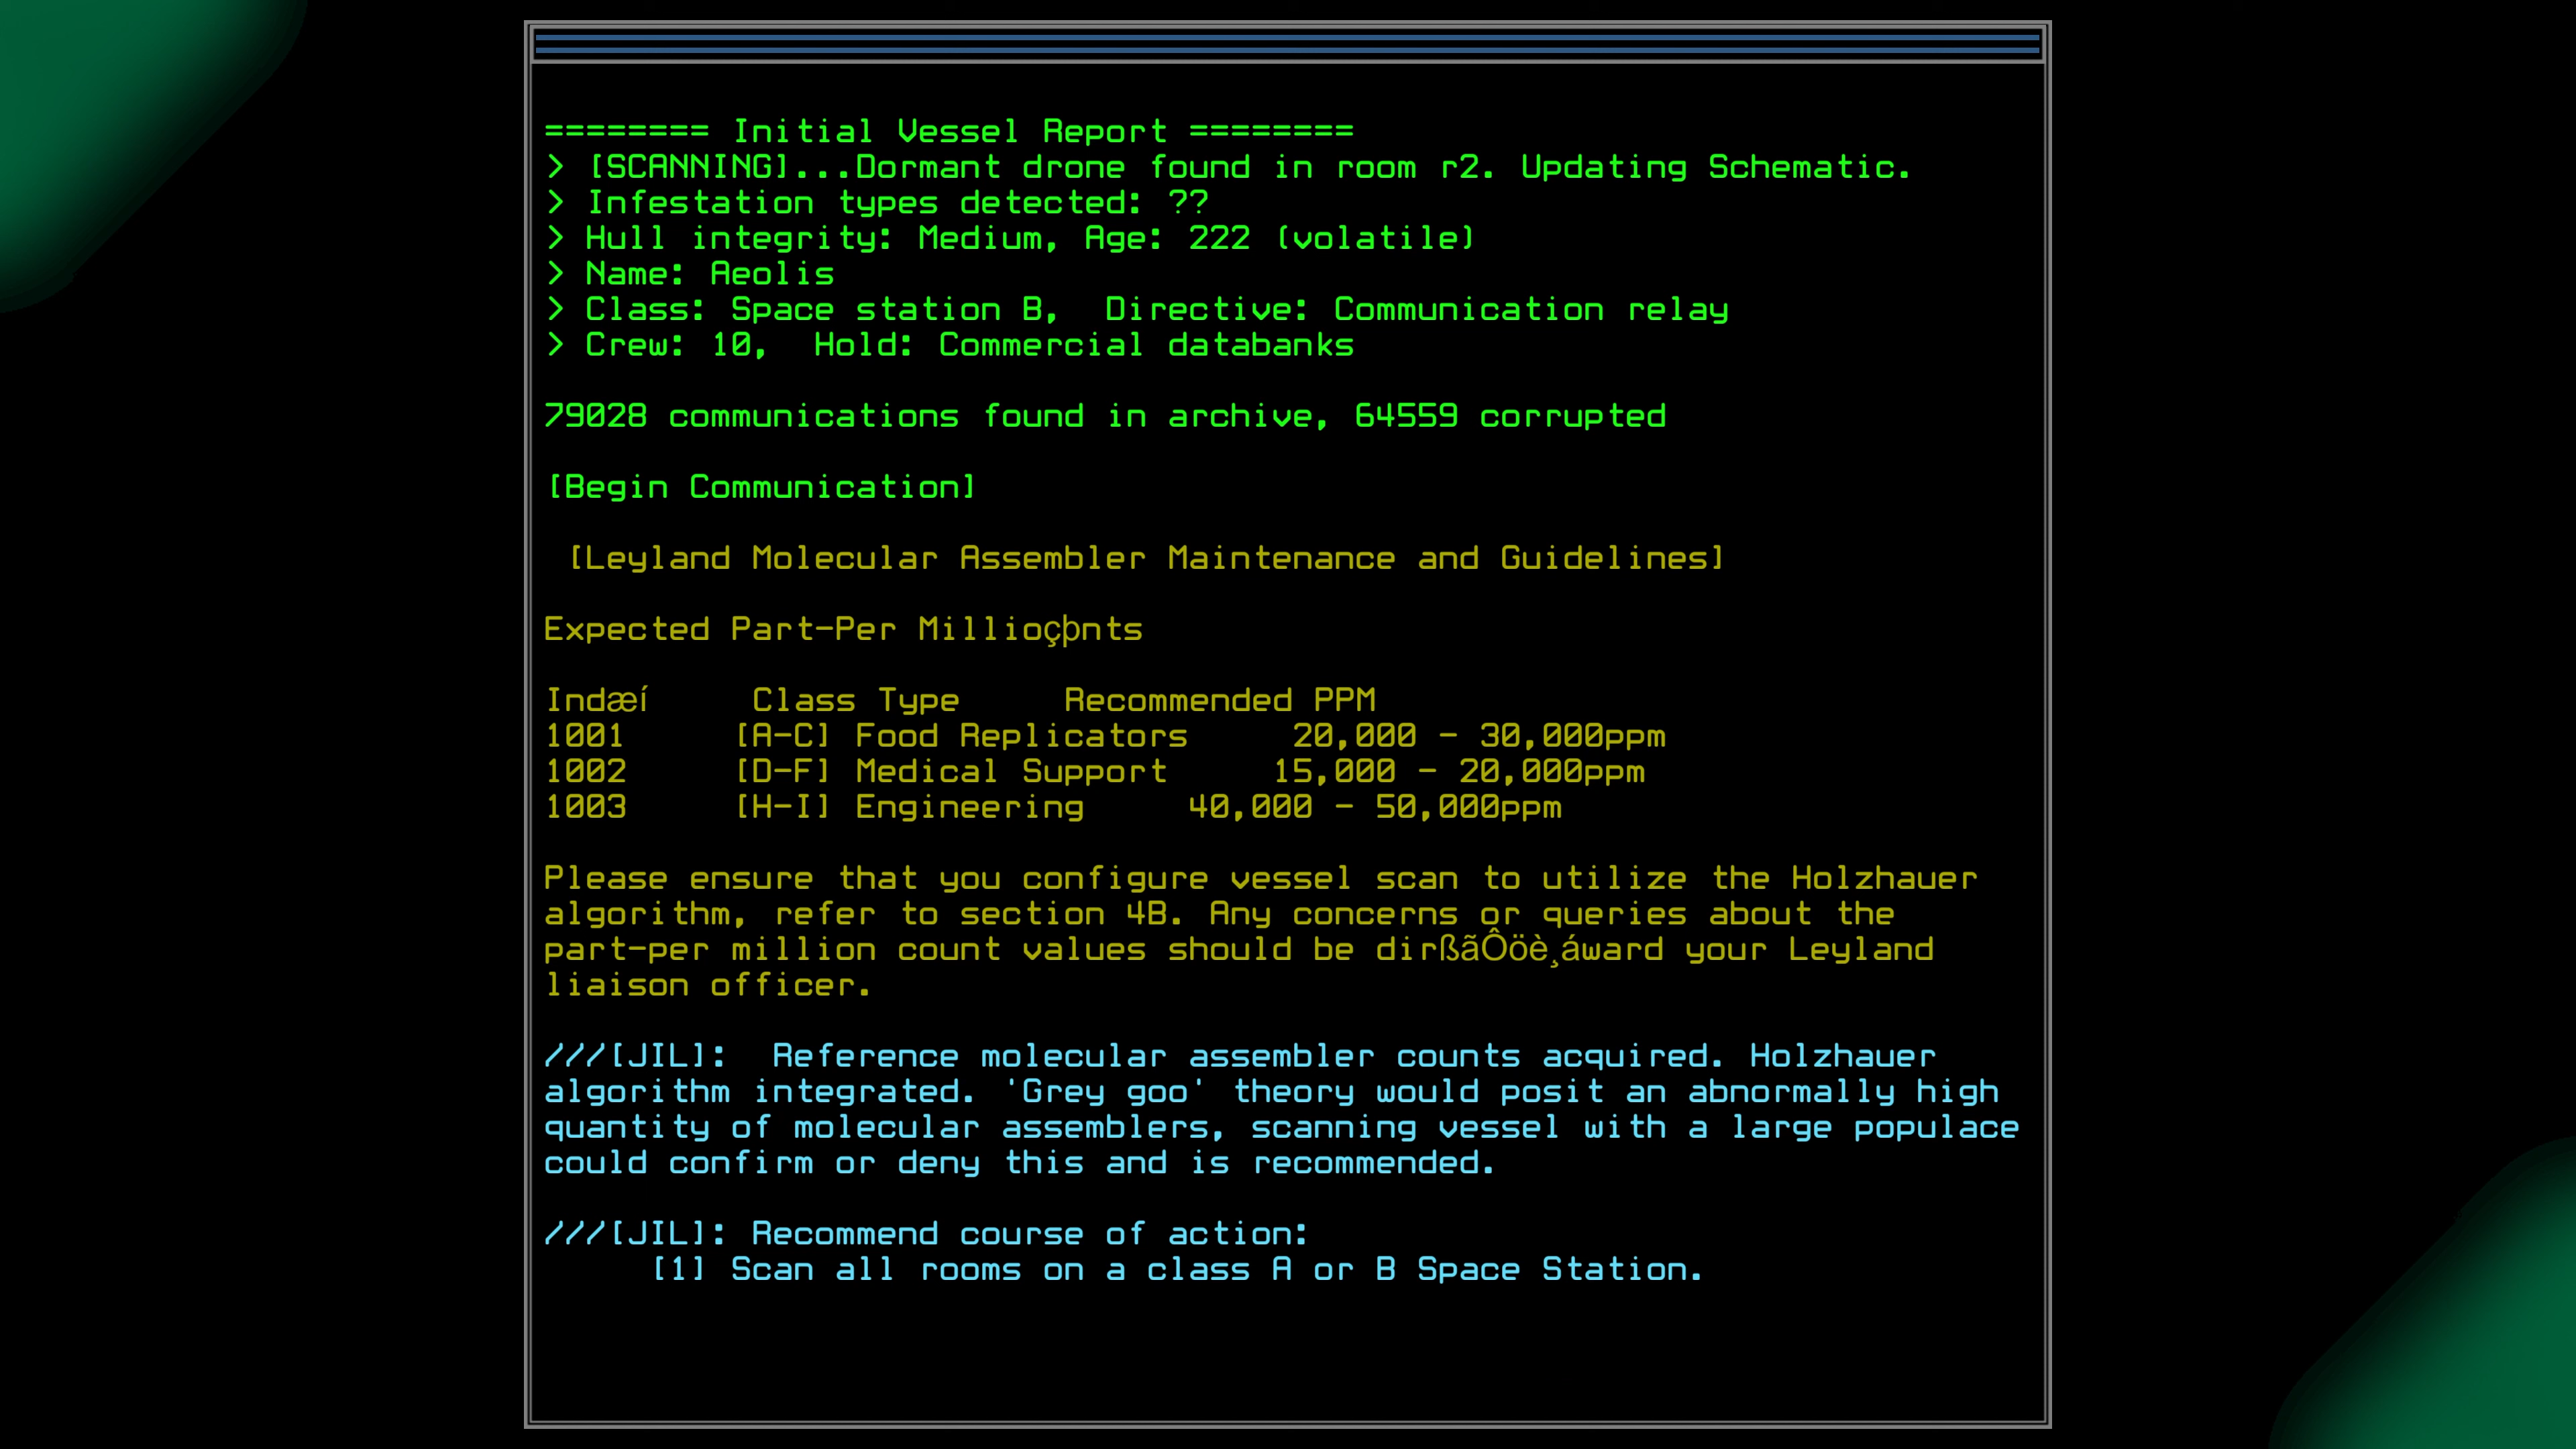 ======== Initial Vessel Report ========
> [SCANNING]...Dormant drone found in room r2. Updating Schematic.
> Infestation types detected: ??
> Hull integrity: Medium, Age: 222 (volatile)
> Name: Aeolis
> Class: Space station B,  Directive: Communication relay
> Crew: 10,  Hold: Commercial databanks
79028 communications found in archive, 64559 corrupted
[Begin Communication]
[Leyland Molecular Assembler Maintenance and Guidelines]
Expected Part-Per Millioçþnts
Indæí     Class Type     Recommended PPM
1001     [A-C] Food Replicators     20,000 - 30,000ppm
1002     [D-F] Medical Support     15,000 - 20,000ppm
1003     [H-I] Engineering     40,000 - 50,000ppm
Please ensure that you configure vessel scan to utilize the Holzhauer
algorithm, refer to section 4B. Any concerns or queries about the
part-per million count values should be dirßãÔöè¸áward your Leyland
liaison officer.
///[JIL]:  Reference molecular assembler counts acquired. Holzhauer
algorithm integrated. 'Grey goo' theory would posit an abnormally high
quantity of molecular assemblers, scanning vessel with a large populace
could confirm or deny this and is recommended.
///[JIL]: Recommend course of action:
[1] Scan all rooms on a class A or B Space Station.